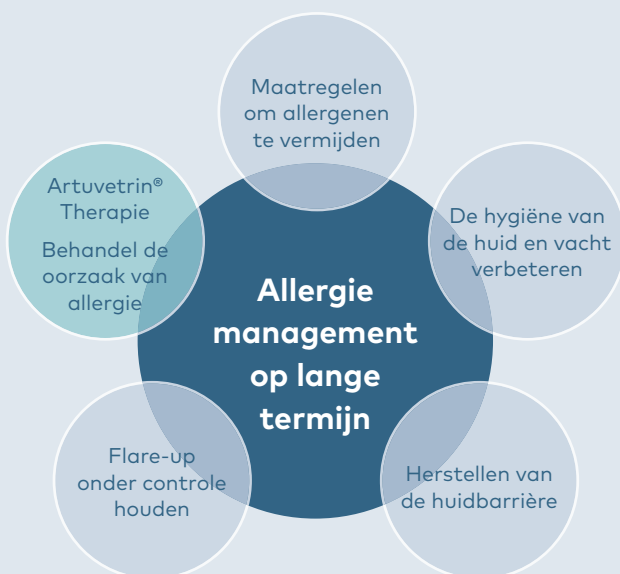 Maatregelen
om allergenen
te vermijden
Artuvetrin®
Therapie
Behandel de
oorzaak van
allergie
De hygiëne van
de huid en vacht
verbeteren
Allergie
management
op lange
termijn
Flare-up
onder controle
houden
Herstellen van
de huidbarrière